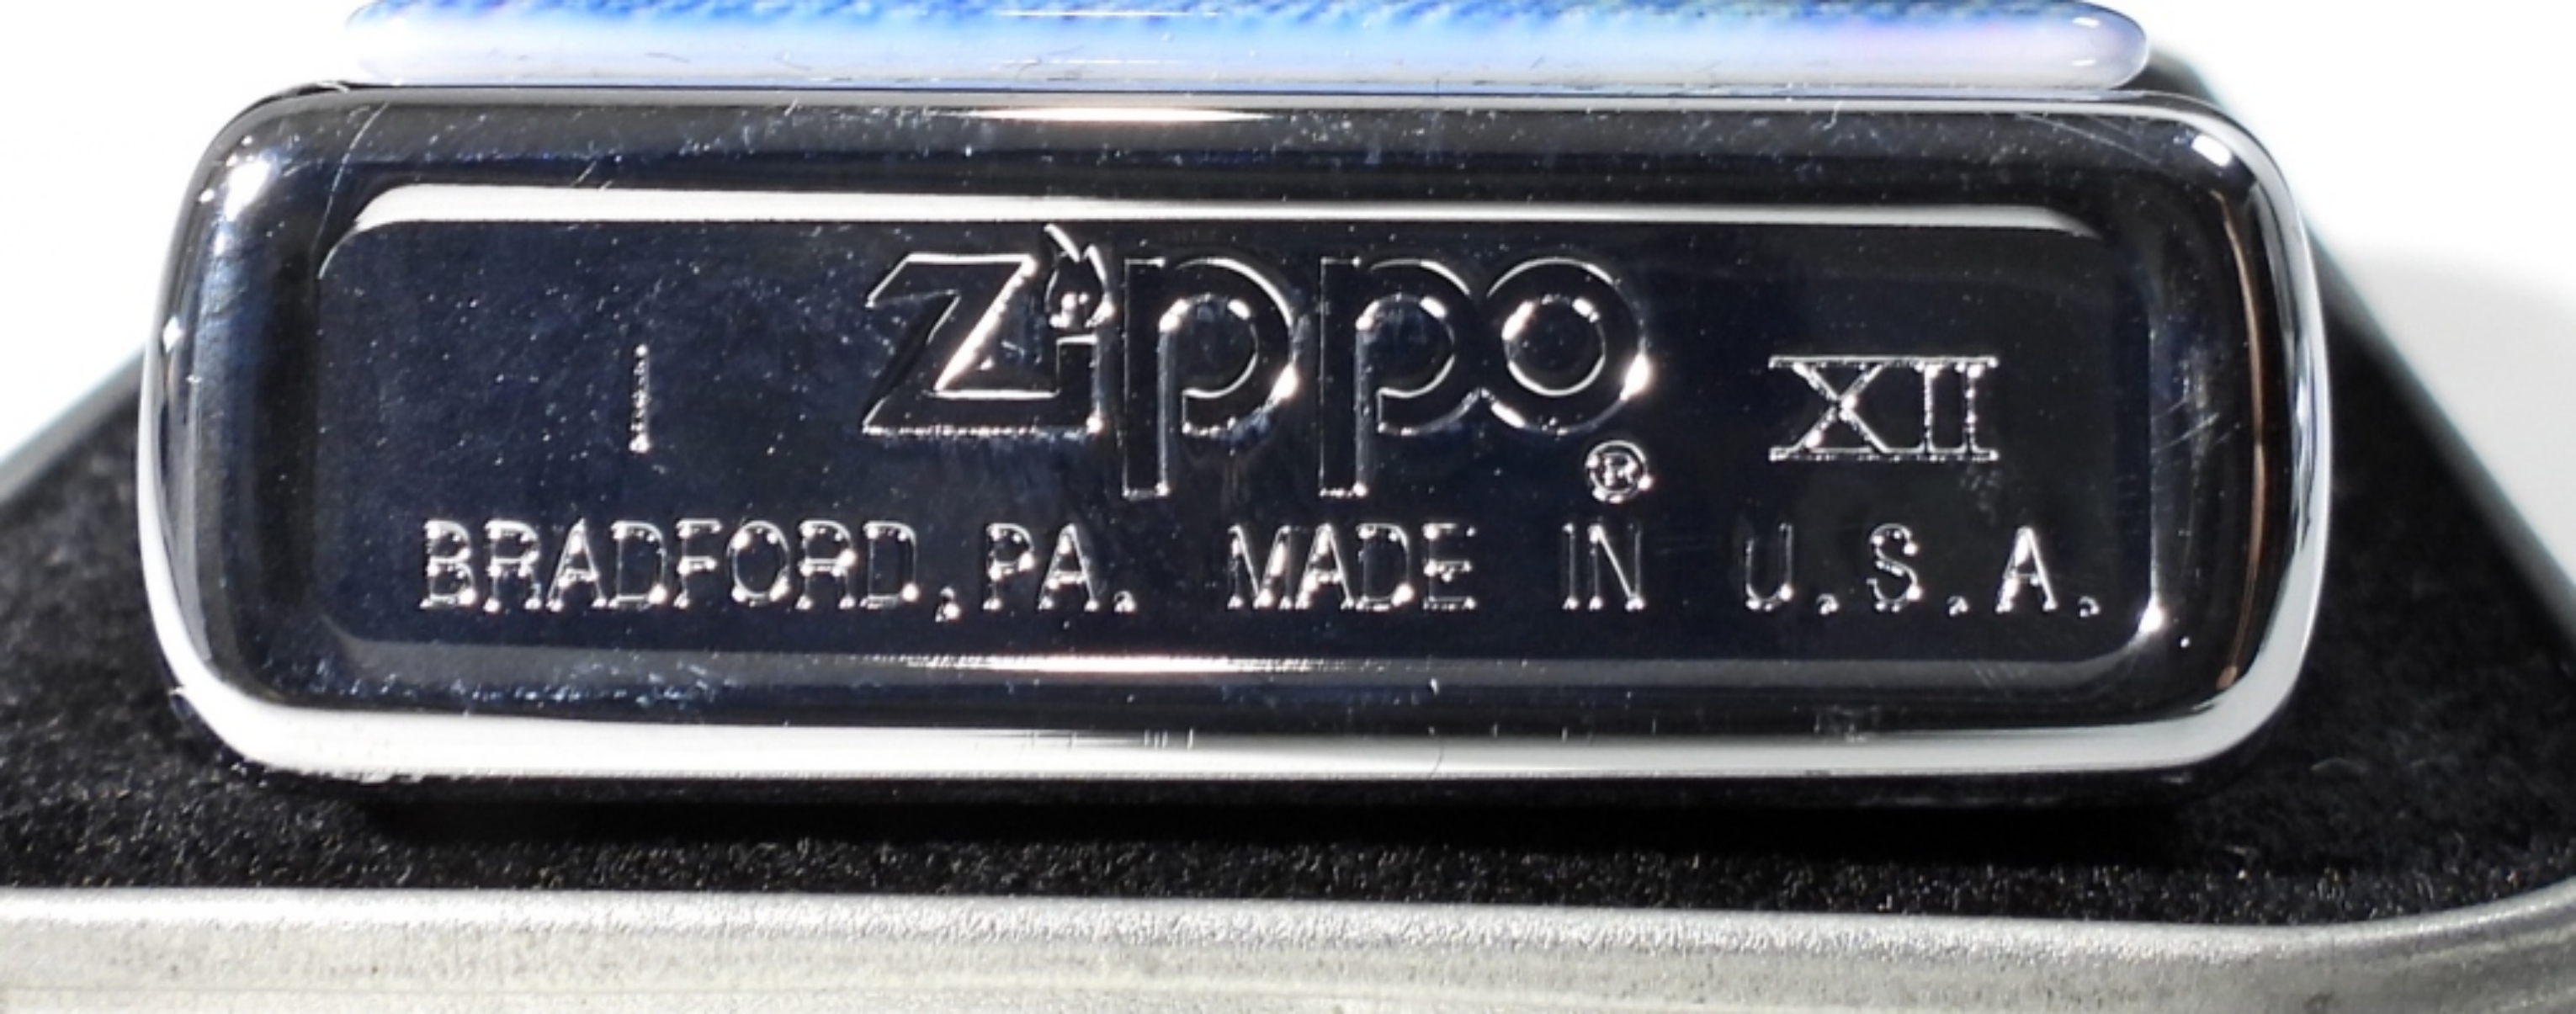 I Zippo ® XII
BRADFORD, PA. MADE IN U.S.A.